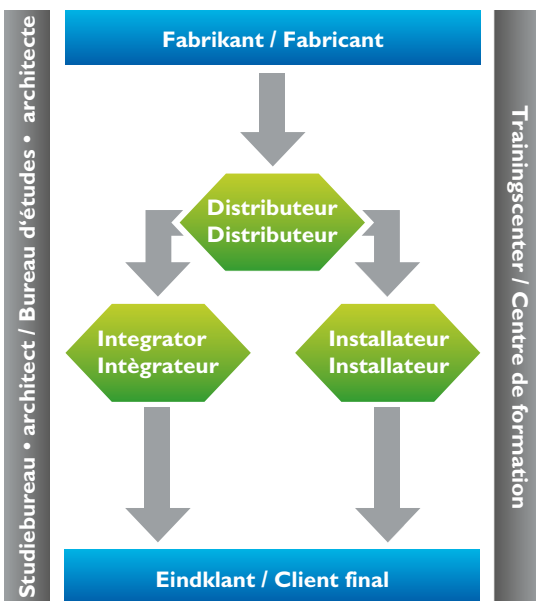 Studiebureau • architect / Bureau d‘études • architecte
Fabrikant / Fabricant
Distributeur
Distributeur
Integrator
Intègrateur
Installateur
Installateur
Eindklant / Client final
Trainingscenter / Centre de formation